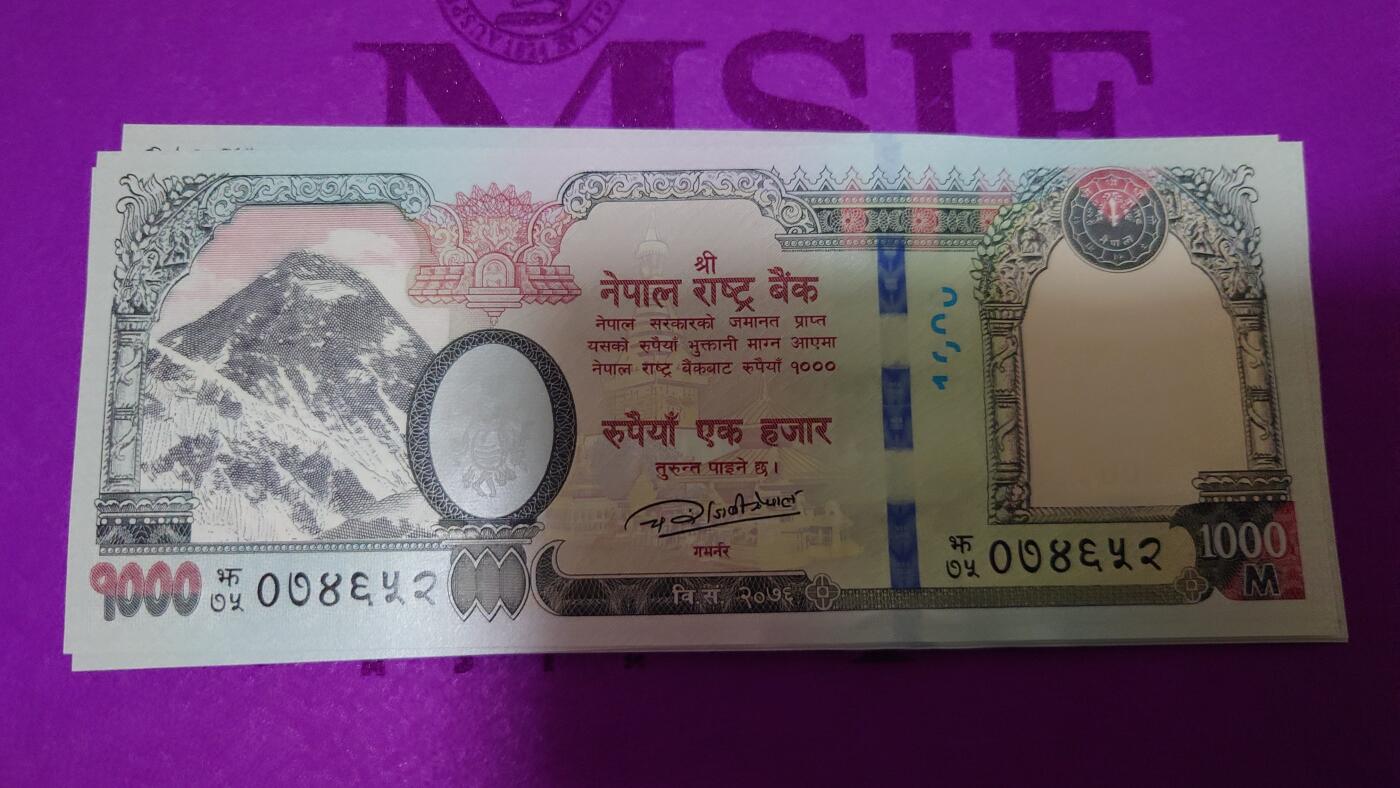 MSIF
श्री
नेपाल राष्ट्र बैंक
नेपाल सरकारको जमानत प्राप्त
यसको रुपैयाँ भुक्तानी माग्न आएमा
नेपाल राष्ट्र बैंकबाट रुपैयाँ १०००
रुपैयाँ एक हजार
तुरुन्त पाइने छ।
गभर्नर
१०००
झ
७५
०७४६५२
वि.सं. २०७६
झ
७५
०७४६५२
1000
M